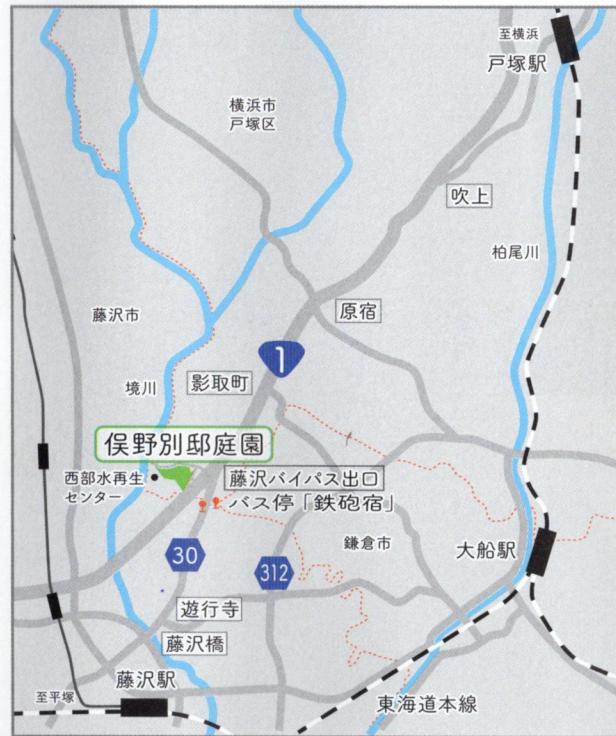 至横浜
戸塚駅
横浜市
戸塚区
吹上
柏尾川
藤沢市
原宿
1
境川
影取町
俣野別邸庭園
西部水再生
センター
藤沢バイパス出口
バス停「鉄砲宿」
鎌倉市
大船駅
30
312
遊行寺
藤沢橋
藤沢駅
至平塚
東海道本線